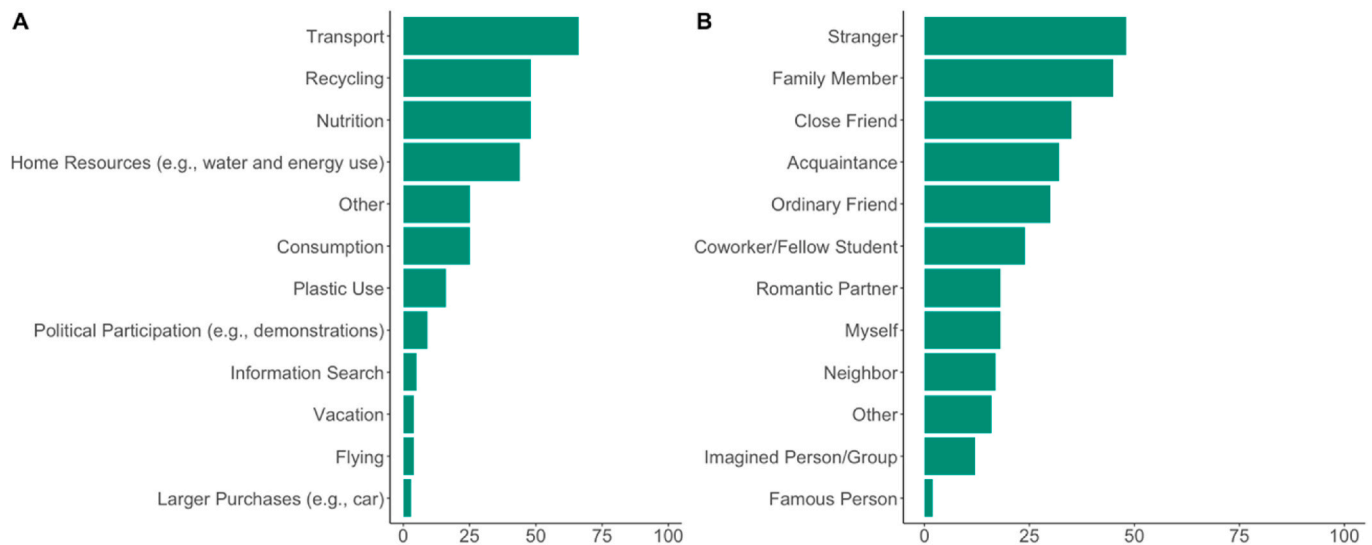 A
Transport
Recycling
Nutrition
Home Resources (e.g., water and energy use)
Other
Consumption
Plastic Use
Political Participation (e.g., demonstrations)
Information Search
Vacation
Flying
Larger Purchases (e.g., car)
0 25 50 75 100
B
Stranger
Family Member
Close Friend
Acquaintance
Ordinary Friend
Coworker/Fellow Student
Romantic Partner
Myself
Neighbor
Other
Imagined Person/Group
Famous Person
0 25 50 75 100